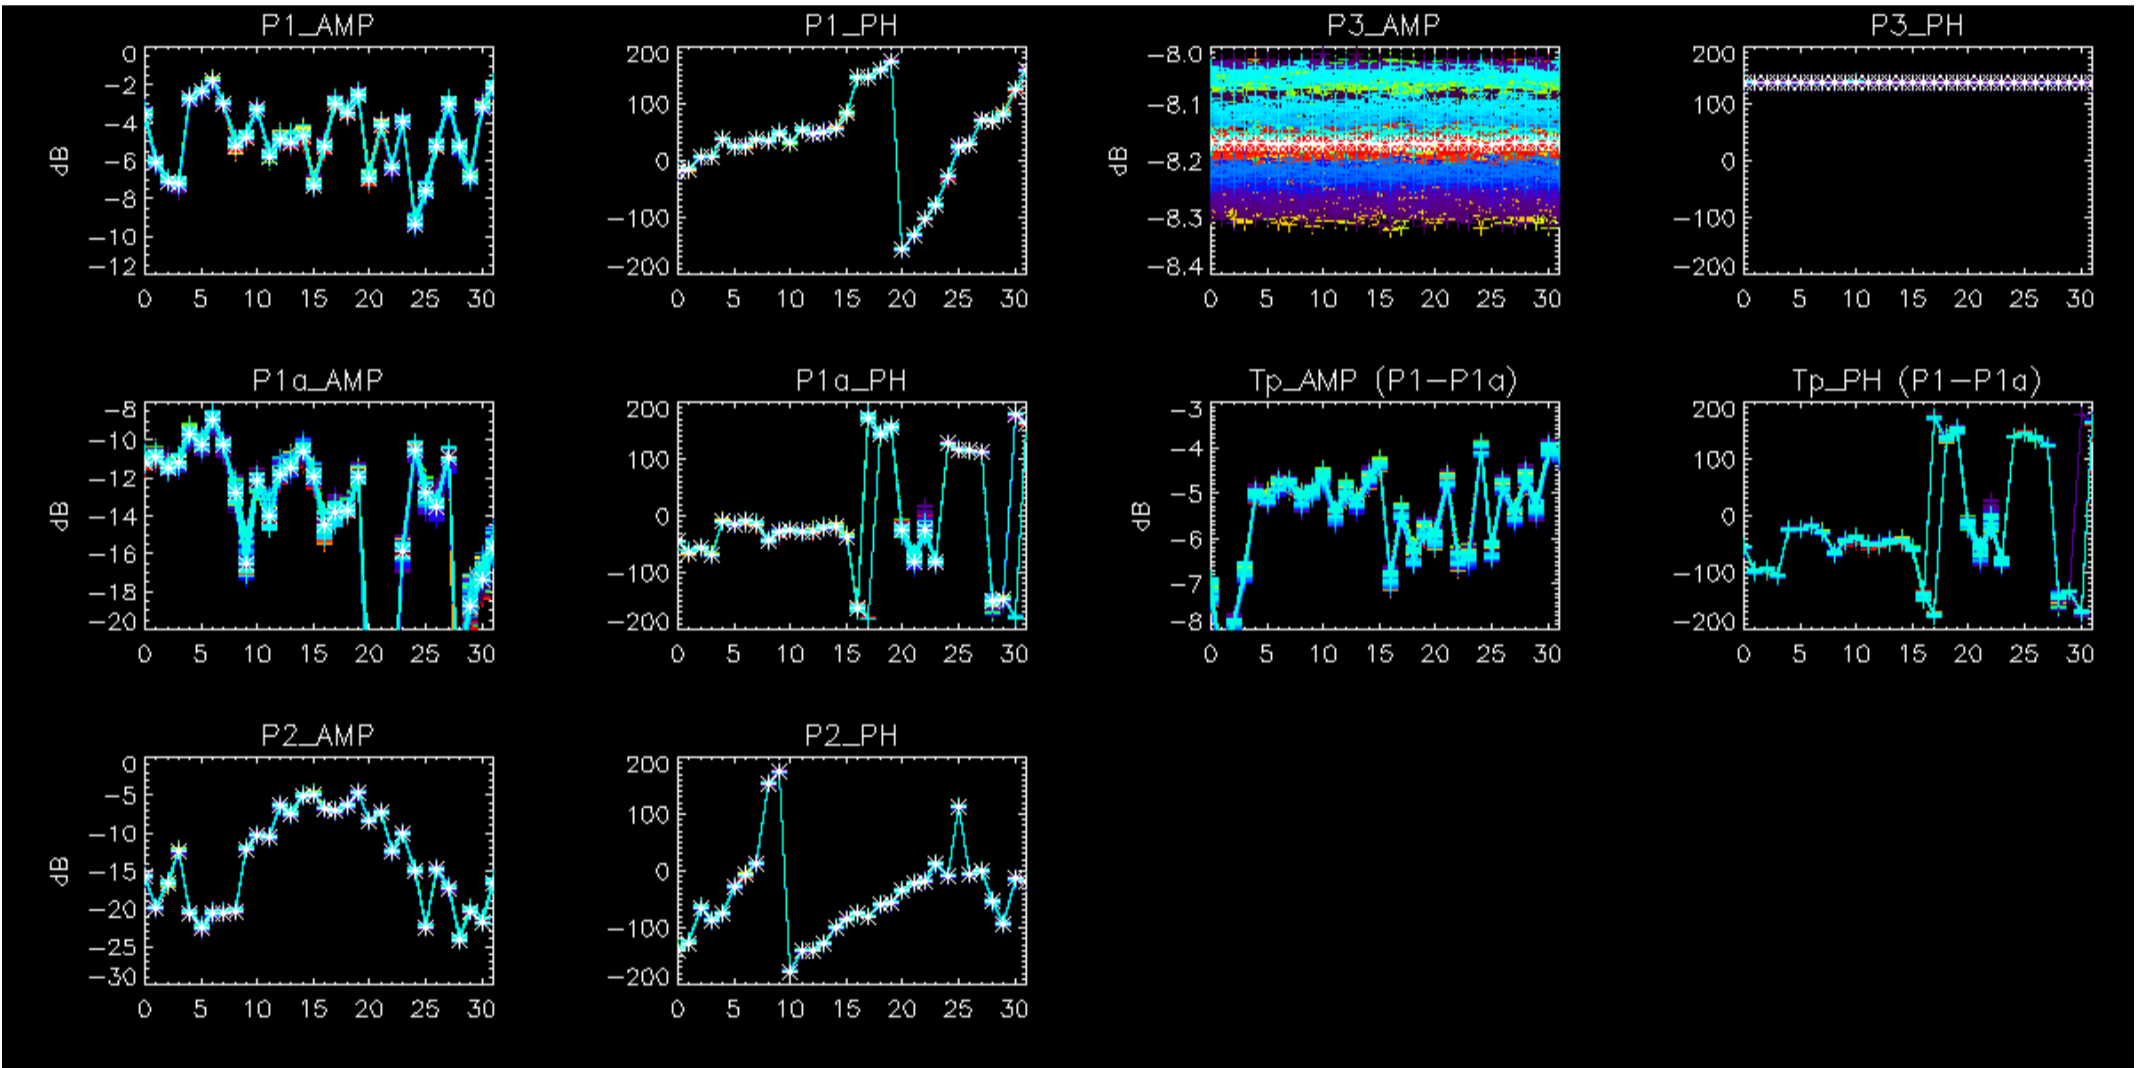 P1_AMP
0
−2
−4
−6
−8
−10
−12
dB
0 5 10 15 20 25 30
P1_PH
200
100
0
−100
−200
0 5 10 15 20 25 30
P3_AMP
−8.0
−8.1
−8.2
−8.3
−8.4
dB
0 5 10 15 20 25 30
P3_PH
200
100
0
−100
−200
0 5 10 15 20 25 30
P1a_AMP
−8
−10
−12
−14
−16
−18
−20
dB
0 5 10 15 20 25 30
P1a_PH
200
100
0
−100
−200
0 5 10 15 20 25 30
Tp_AMP (P1−P1a)
−3
−4
−5
−6
−7
−8
dB
0 5 10 15 20 25 30
Tp_PH (P1−P1a)
200
100
0
−100
−200
0 5 10 15 20 25 30
P2_AMP
0
−5
−10
−15
−20
−25
−30
dB
0 5 10 15 20 25 30
P2_PH
200
100
0
−100
−200
0 5 10 15 20 25 30